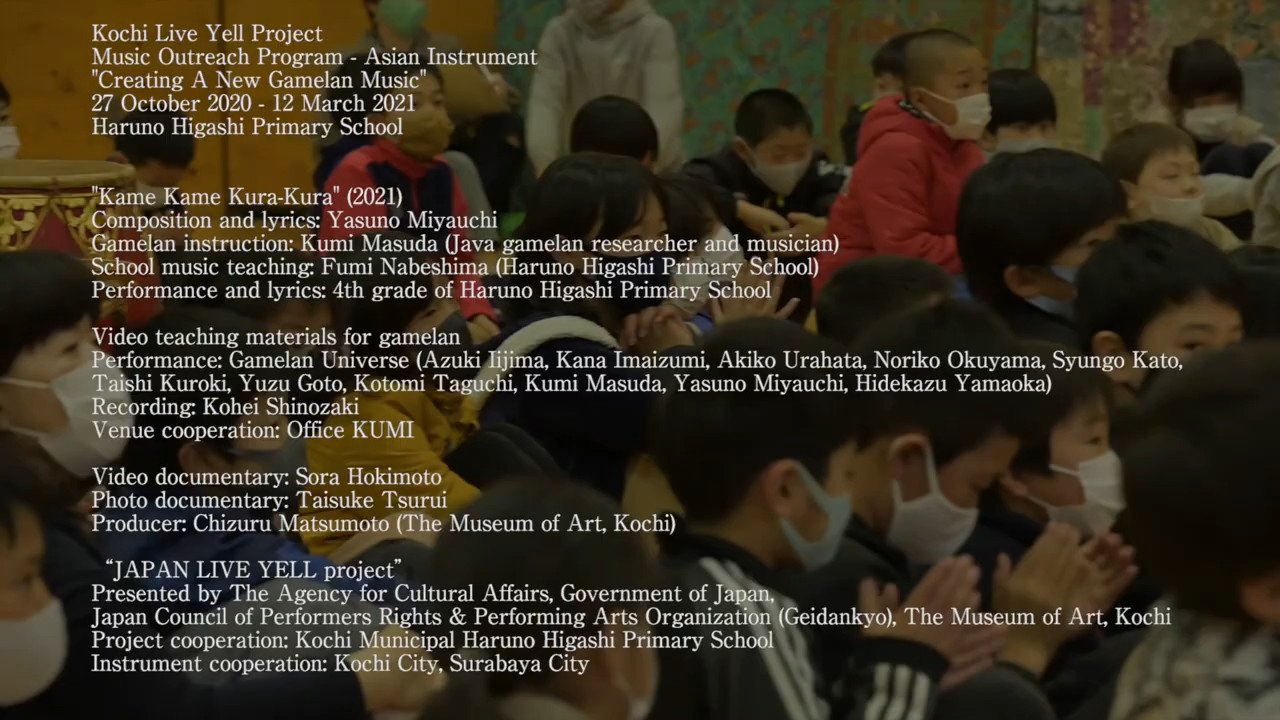 Kochi Live Yell Project
Music Outreach Program - Asian Instrument
"Creating A New Gamelan Music"
27 October 2020 - 12 March 2021
Haruno Higashi Primary School
"Kame Kame Kura-Kura" (2021)
Composition and lyrics: Yasuno Miyauchi
Gamelan instruction: Kumi Masuda (Java gamelan researcher and musician)
School music teaching: Fumi Nabeshima (Haruno Higashi Primary School)
Performance and lyrics: 4th grade of Haruno Higashi Primary School
Video teaching materials for gamelan
Performance: Gamelan Universe (Azuki Iijima, Kana Imaizumi, Akiko Urahata, Noriko Okuyama, Syungo Kato,
Taishi Kuroki, Yuzu Goto, Kotomi Taguchi, Kumi Masuda, Yasuno Miyauchi, Hidekazu Yamaoka)
Recording: Kohei Shinozaki
Venue cooperation: Office KUMI
Video documentary: Sora Hokimoto
Photo documentary: Taisuke Tsurui
Producer: Chizuru Matsumoto (The Museum of Art, Kochi)
“JAPAN LIVE YELL project”
Presented by The Agency for Cultural Affairs, Government of Japan,
Japan Council of Performers Rights & Performing Arts Organization (Geidankyo), The Museum of Art, Kochi
Project cooperation: Kochi Municipal Haruno Higashi Primary School
Instrument cooperation: Kochi City, Surabaya City